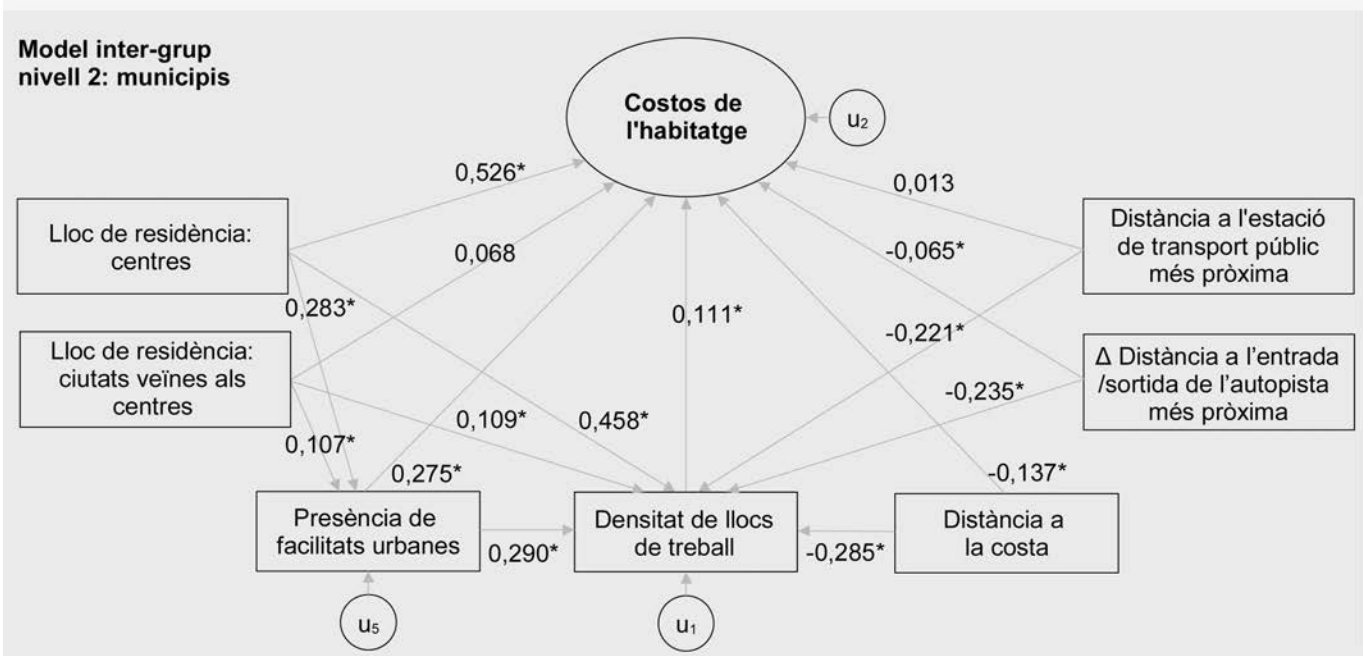 Model inter-grup
nivell 2: municipis
Costos de
l'habitatge
u₂
0,526*
0,013
Lloc de residència:
centres
Distància a l'estació
de transport públic
més pròxima
0,068
-0,065*
0,283*
0,111*
-0,221*
Lloc de residència:
ciutats veïnes als
centres
Δ Distància a l’entrada
/sortida de l’autopista
més pròxima
-0,235*
0,109*
0,458*
0,107*
0,275*
-0,137*
Presència de
facilitats urbanes
0,290*
Densitat de llocs
de treball
-0,285*
Distància a
la costa
u₅
u₁